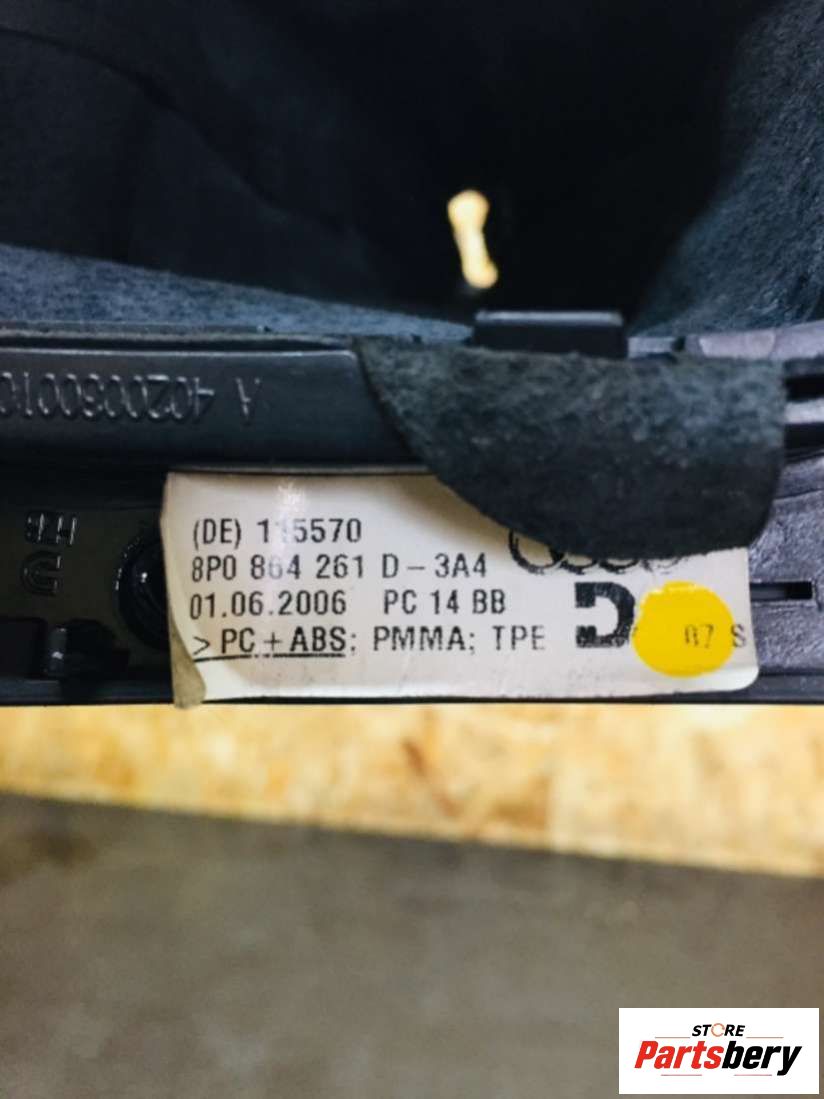 A 4020060010
(DE) 115570
8P0 864 261 D-3A4
01.06.2006 PC 14 BB
>PC+ABS; PMMA; TPE
07 S
STORE
Partsbery